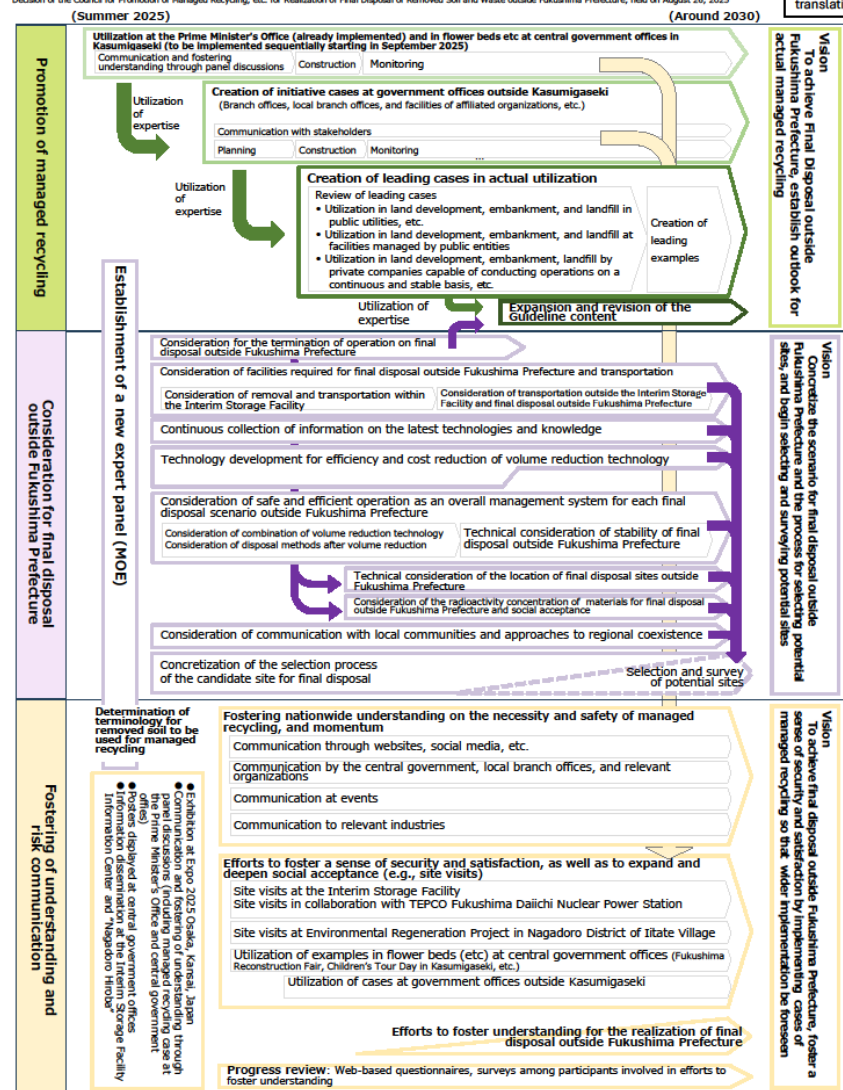 Decision of the Council for Promotion of Managed Recycling, etc. for Realization of Final Disposal of Removed Soil and Waste outside Fukushima Prefecture, held on August 26, 2025
translati
(Summer 2025)
(Around 2030)
Promotion of managed recycling
Utilization at the Prime Minister's Office (already implemented) and in flower beds etc at central government offices in
Kasumigaseki (to be implemented sequentially starting in September 2025)
Communication and fostering
understanding through panel discussions
Construction
Monitoring
Utilization
of
expertise
Creation of initiative cases at government offices outside Kasumigaseki
(Branch offices, local branch offices, and facilities of affiliated organizations, etc.)
Communication with stakeholders
Planning
Construction
Monitoring
...
Utilization
of
expertise
Creation of leading cases in actual utilization
Review of leading cases
• Utilization in land development, embankment, and landfill in
public utilities, etc.
• Utilization in land development, embankment, and landfill at
facilities managed by public entities
• Utilization in land development, embankment, landfill by
private companies capable of conducting operations on a
continuous and stable basis, etc.
Creation of
leading
examples
Utilization of
expertise
Expansion and revision of the
Guideline content
Vision
To achieve Final Disposal outside
Fukushima Prefecture, establish outlook for
actual managed recycling
Establishment of a new expert panel (MOE)
Consideration for final disposal
outside Fukushima Prefecture
Consideration for the termination of operation on final
disposal outside Fukushima Prefecture
Consideration of facilities required for final disposal outside Fukushima Prefecture and transportation
Consideration of removal and transportation within
the Interim Storage Facility
Consideration of transportation outside the Interim Storage
Facility and final disposal outside Fukushima Prefecture
Continuous collection of information on the latest technologies and knowledge
Technology development for efficiency and cost reduction of volume reduction technology
Consideration of safe and efficient operation as an overall management system for each final
disposal scenario outside Fukushima Prefecture
Consideration of combination of volume reduction technology
Consideration of disposal methods after volume reduction
Technical consideration of stability of final
disposal outside Fukushima Prefecture
Technical consideration of the location of final disposal sites outside
Fukushima Prefecture
Consideration of the radioactivity concentration of materials for final disposal
outside Fukushima Prefecture and social acceptance
Consideration of communication with local communities and approaches to regional coexistence
Concretization of the selection process
of the candidate site for final disposal
Selection and survey
of potential sites
Vision
Concretize the scenario for final disposal outside
Fukushima Prefecture and the process for selecting potential
sites, and begin selecting and surveying potential sites
Fostering of understanding and
risk communication
Determination of
terminology for
removed soil to be
used for managed
recycling
● Exhibition at Expo 2025 Osaka, Kansai, Japan
● Communication and fostering of understanding through
panel discussions (including managed recycling case at
the Prime Minister's Office and central government
offies)
● Posters displayed at central government offices
● Information dissemination at the Interim Storage Facility
Information Center and "Nagadoro Hiroba"
Fostering nationwide understanding on the necessity and safety of managed
recycling, and momentum
Communication through websites, social media, etc.
Communication by the central government, local branch offices, and relevant
organizations
Communication at events
Communication to relevant industries
Efforts to foster a sense of security and satisfaction, as well as to expand and
deepen social acceptance (e.g., site visits)
Site visits at the Interim Storage Facility
Site visits in collaboration with TEPCO Fukushima Daiichi Nuclear Power Station
Site visits at Environmental Regeneration Project in Nagadoro District of Iitate Village
Utilization of examples in flower beds (etc) at central government offices (Fukushima
Reconstruction Fair, Children's Tour Day in Kasumigaseki, etc.)
Utilization of cases at government offices outside Kasumigaseki
Efforts to foster understanding for the realization of final
disposal outside Fukushima Prefecture
Progress review: Web-based questionnaires, surveys among participants involved in efforts to
foster understanding
Vision
To achieve final disposal outside Fukushima Prefecture, foster a
sense of security and satisfaction by implementing cases of
managed recycling so that wider implementation be foreseen